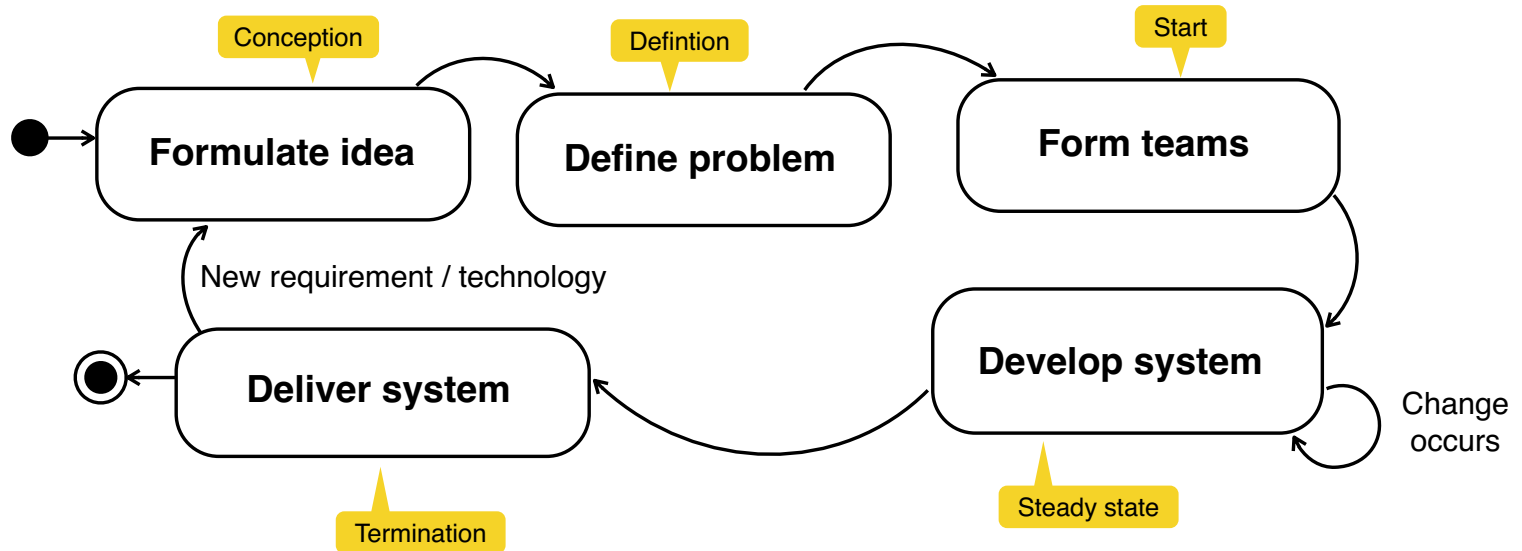 Conception
Defintion
Start
Formulate idea
Define problem
Form teams
New requirement / technology
Deliver system
Develop system
Change
occurs
Termination
Steady state